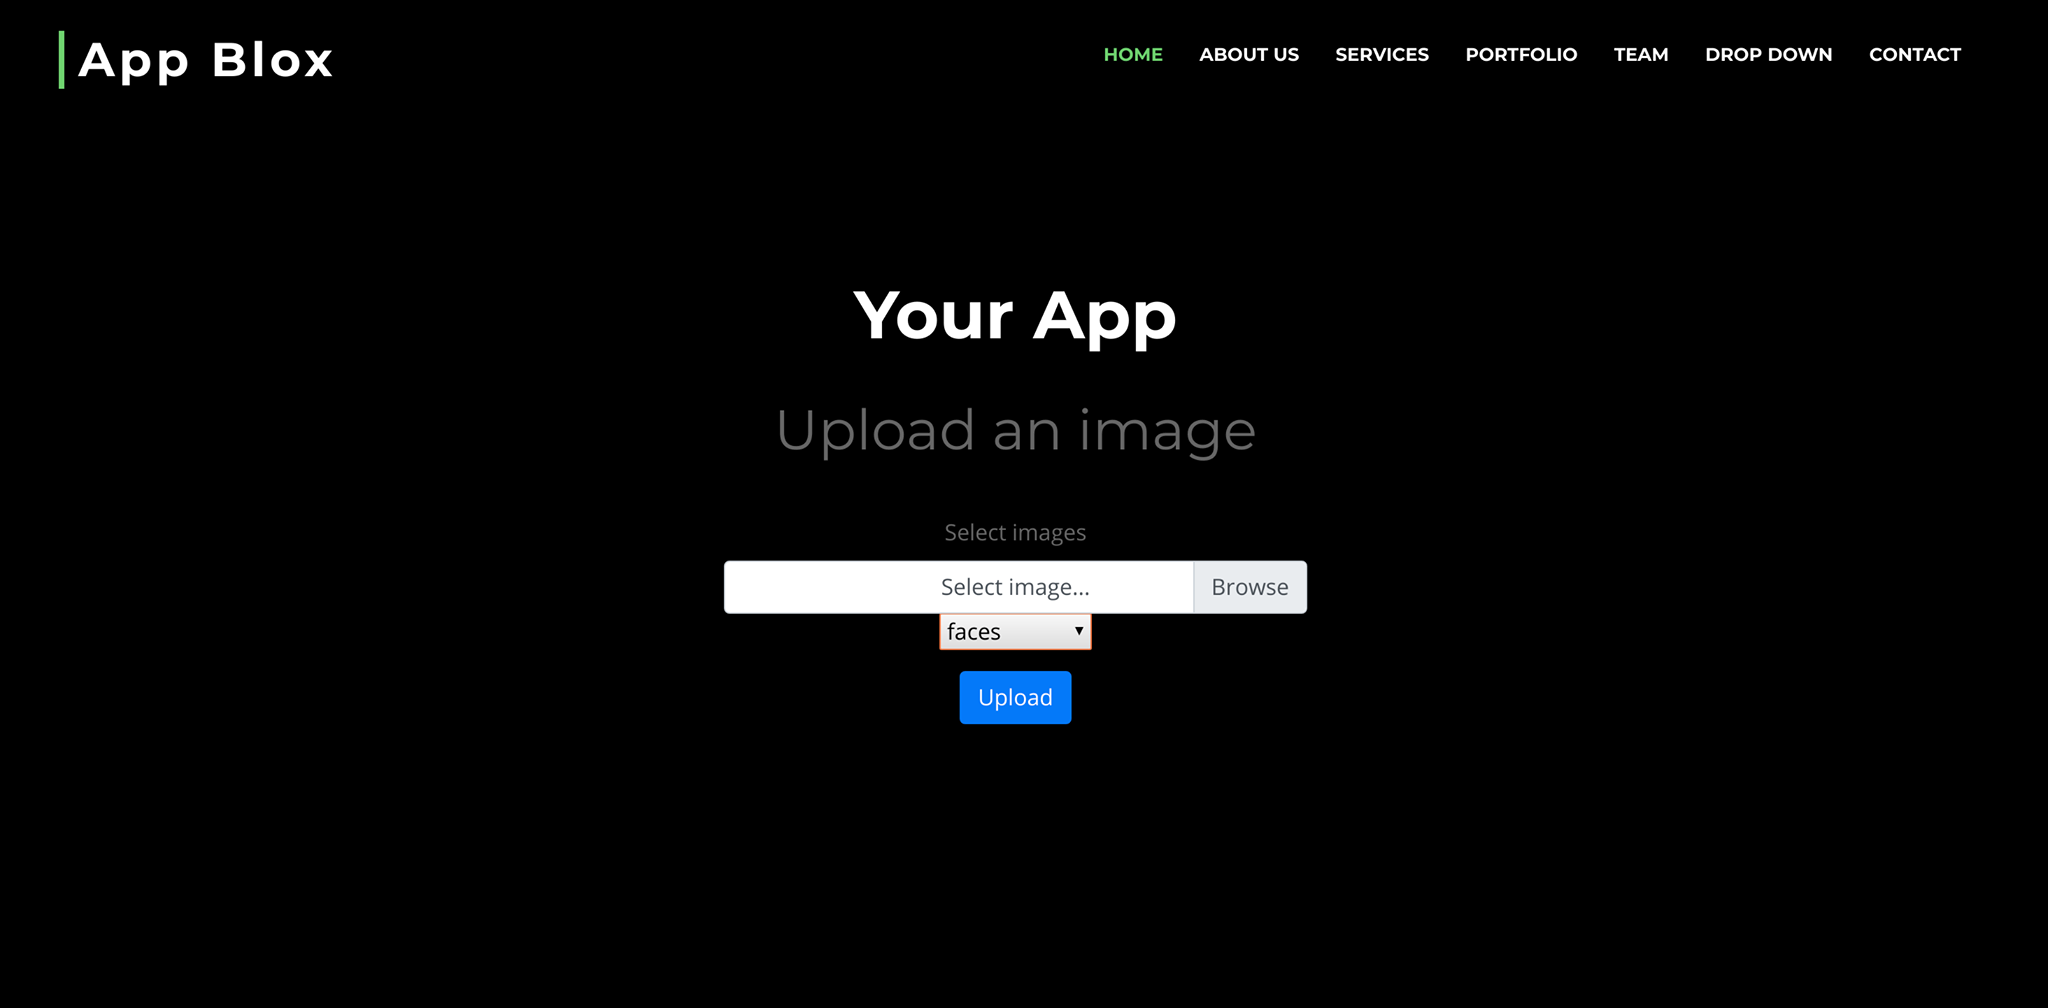 App Blox
HOME ABOUT US SERVICES PORTFOLIO TEAM DROP DOWN CONTACT
Your App
Upload an image
Select images
Select image... Browse
faces
Upload